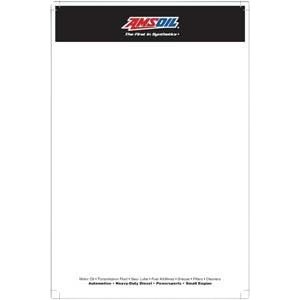 AMSOIL
The First in Synthetics®
Motor Oil • Transmission Fluid • Gear Lube • Fuel Additives • Grease • Filters • Cleaners
Automotive • Heavy-Duty Diesel • Powersports • Small Engine